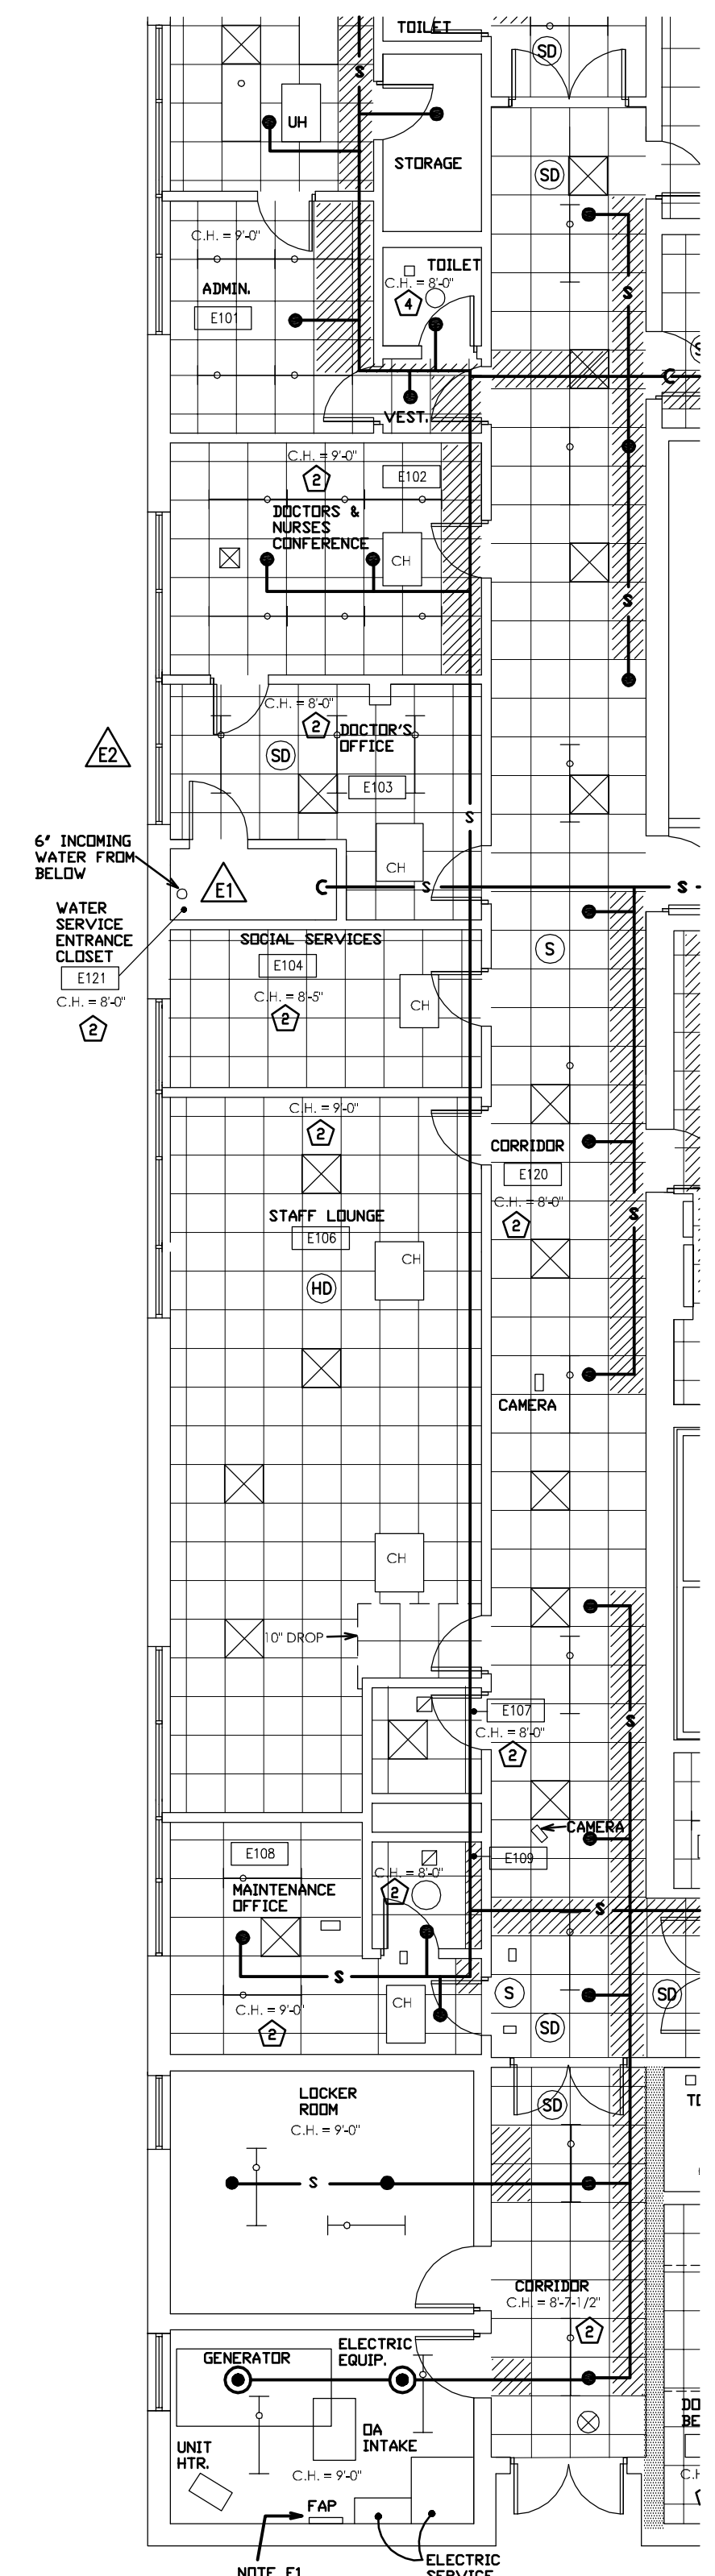 TOILET
SD
S
UH
STORAGE
SD
C.H. = 9'-0"
TOILET
C.H. = 8'-0"
ADMIN.
4
E101
S
VEST.
C.H. = 9'-0"
2
E102
DOCTORS &
NURSES
CONFERENCE
CH
S
C.H. = 8'-0"
2
DOCTOR'S
OFFICE
E2
SD
E103
S
6" INCOMING
WATER FROM
BELOW
CH
E1
S
S
WATER
SERVICE
ENTRANCE
CLOSET
E121
C.H. = 8'-0"
2
SOCIAL SERVICES
S
E104
C.H. = 8'-5"
2
CH
C.H. = 9'-0"
2
CORRIDOR
E120
C.H. = 8'-0"
2
STAFF LOUNGE
E106
S
CH
HD
CAMERA
CH
10" DROP
E107
S
C.H. = 8'-0"
2
CAMERA
E108
E109
C.H. = 8'-0"
2
MAINTENANCE
OFFICE
S
S
S
SD
C.H. = 9'-0"
2
CH
SD
LOCKER
ROOM
C.H. = 9'-0"
SD
S
CORRIDOR
C.H. = 8'-7-1/2"
2
GENERATOR
ELECTRIC
EQUIP.
OA
INTAKE
UNIT
HTR.
C.H. = 9'-0"
FAP
NOTE E1
ELECTRIC
SERVICE